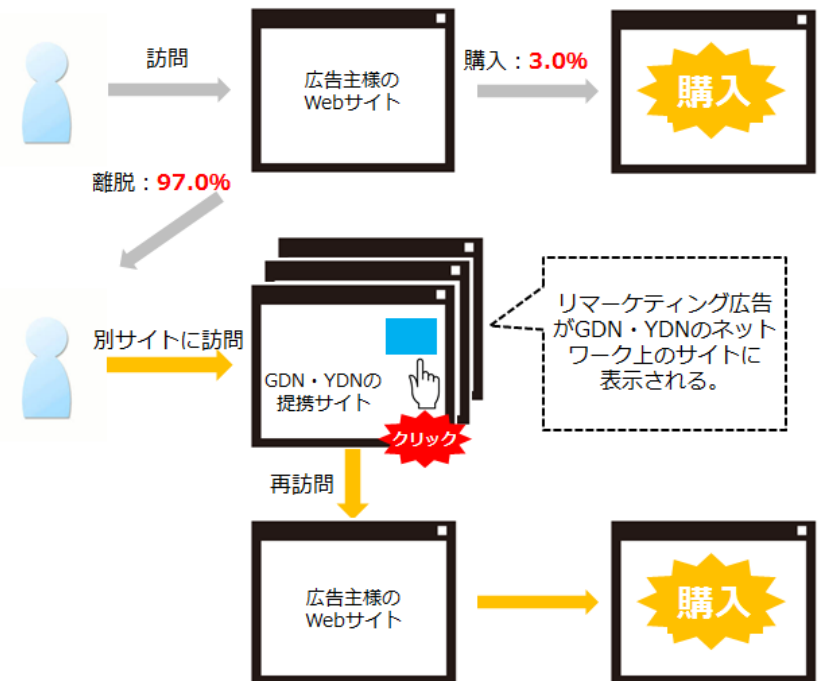 訪問
広告主様の
Webサイト
購入：3.0%
購入
離脱：97.0%
別サイトに訪問
GDN・YDNの
提携サイト
クリック
リマーケティング広告
がGDN・YDNのネット
ワーク上のサイトに
表示される。
再訪問
広告主様の
Webサイト
購入